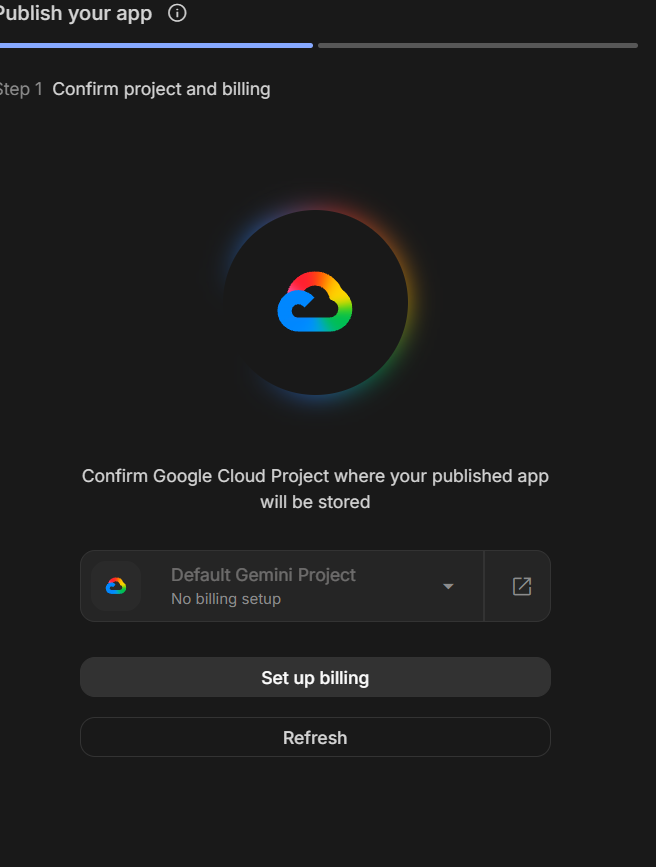 Publish your app
Step 1 Confirm project and billing
Confirm Google Cloud Project where your published app
will be stored
Default Gemini Project
No billing setup
Set up billing
Refresh